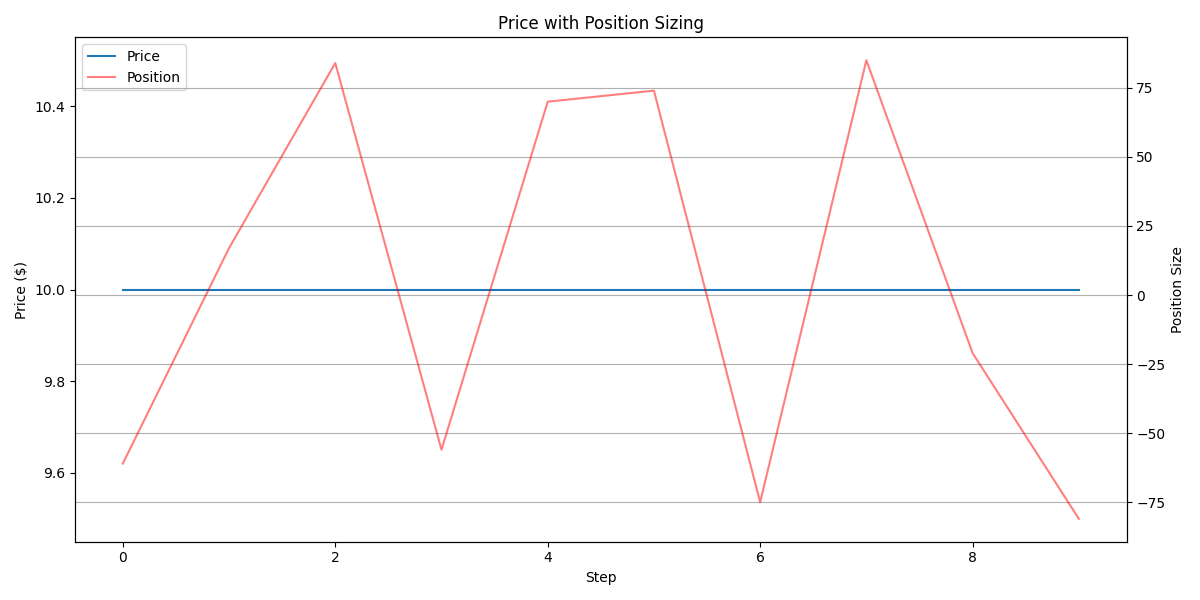 Price with Position Sizing
Price
Position
Price ($)
10.4
10.2
10.0
9.8
9.6
75
50
25
0
−25
−50
−75
Position Size
0 2 4 6 8
Step